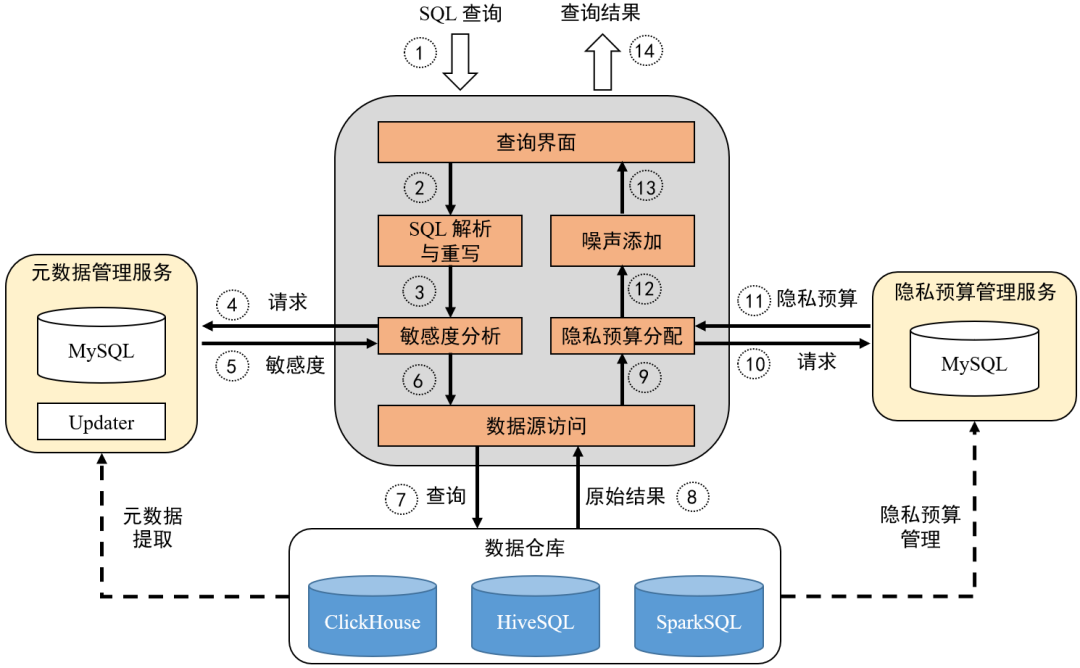 SQL 查询
查询结果
1
14
查询界面
2
13
SQL 解析
与重写
噪声添加
3
12
元数据管理服务
MySQL
Updater
4
请求
5
敏感度
敏感度分析
隐私预算分配
11
隐私预算
10
请求
隐私预算管理服务
MySQL
6
9
数据源访问
7
查询
原始结果
8
元数据
提取
隐私预算
管理
数据仓库
ClickHouse
HiveSQL
SparkSQL